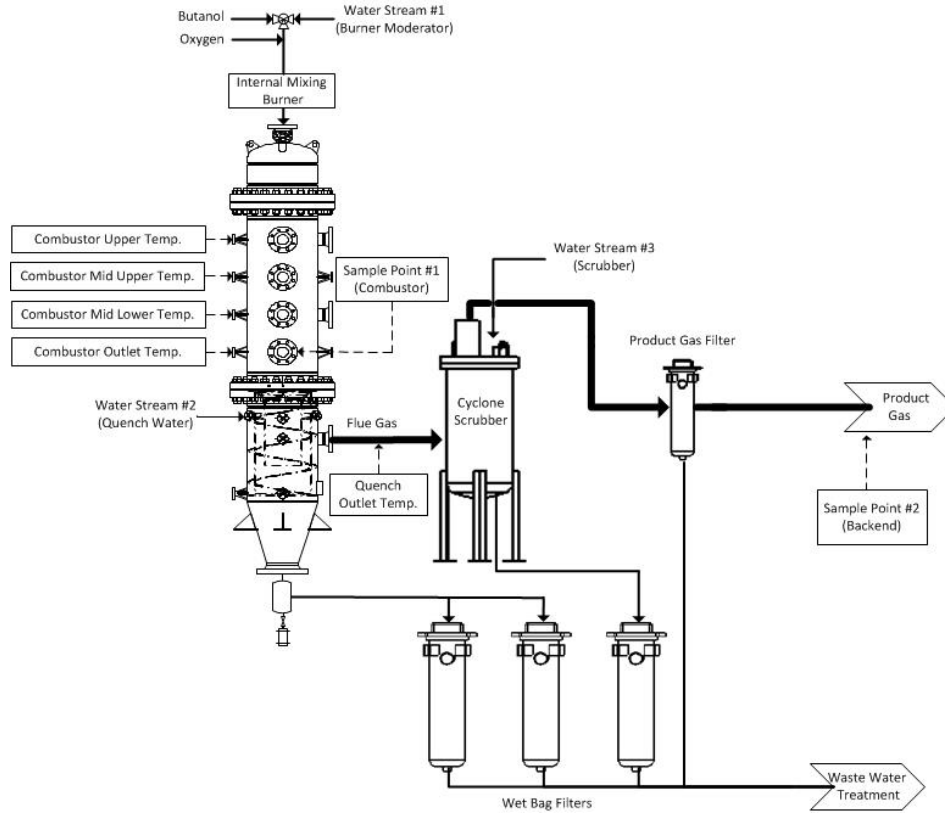 Butanol
Water Stream #1
(Burner Moderator)
Oxygen
Internal Mixing
Burner
Combustor Upper Temp.
Combustor Mid Upper Temp.
Combustor Mid Lower Temp.
Combustor Outlet Temp.
Sample Point #1
(Combustor)
Water Stream #3
(Scrubber)
Product Gas Filter
Water Stream #2
(Quench Water)
Flue Gas
Cyclone
Scrubber
Product
Gas
Quench
Outlet Temp.
Sample Point #2
(Backend)
Wet Bag Filters
Waste Water
Treatment